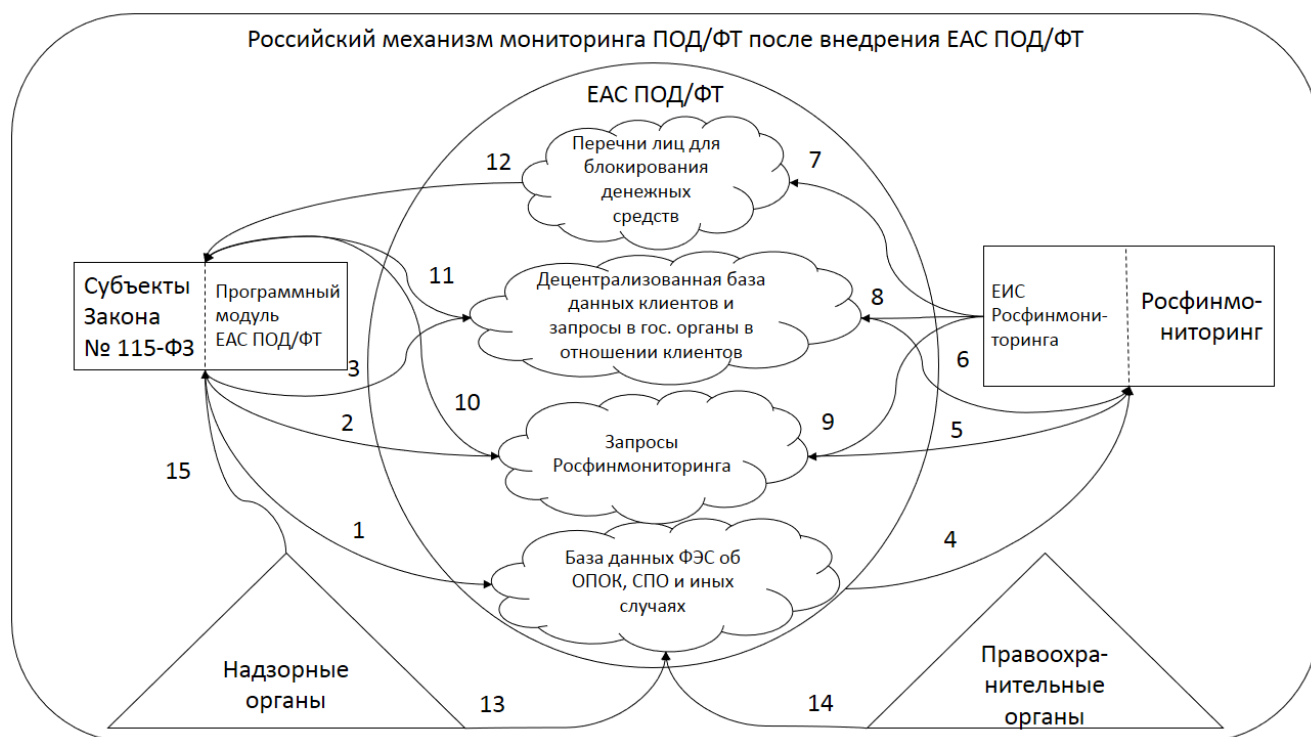 Российский механизм мониторинга ПОД/ФТ после внедрения ЕАС ПОД/ФТ
ЕАС ПОД/ФТ
Перечни лиц для
блокирования
денежных
средств
12
7
Субъекты
Закона
№ 115-ФЗ
Программный
модуль
ЕАС ПОД/ФТ
11
Децентрализованная база
данных клиентов и
запросы в гос. органы в
отношении клиентов
8
ЕИС
Росфинмони-
торинга
Росфинмо-
ниторинг
3
6
10
9
2
5
Запросы
Росфинмониторинга
15
1
4
База данных ФЭС об
ОПОК, СПО и иных
случаях
Надзорные
органы
13
14
Правоохра-
нительные
органы